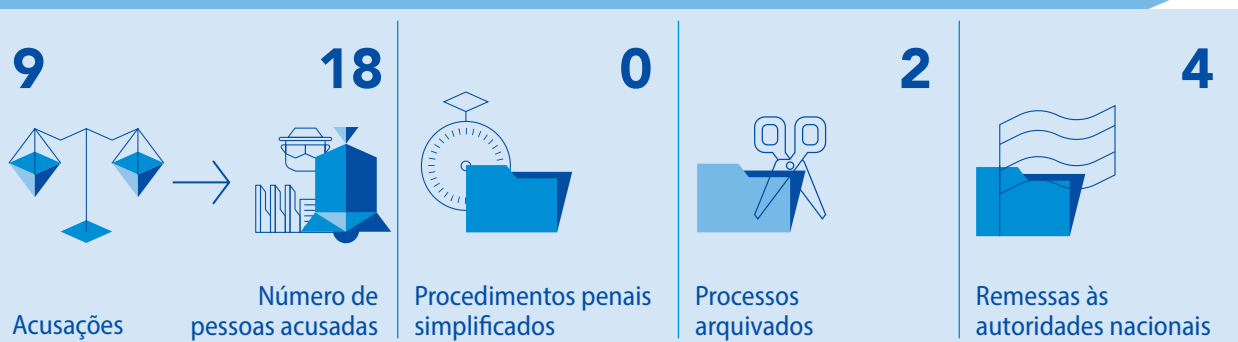 9
18
0
2
4
Acusações
Número de
pessoas acusadas
Procedimentos penais
simplificados
Processos
arquivados
Remessas às
autoridades nacionais